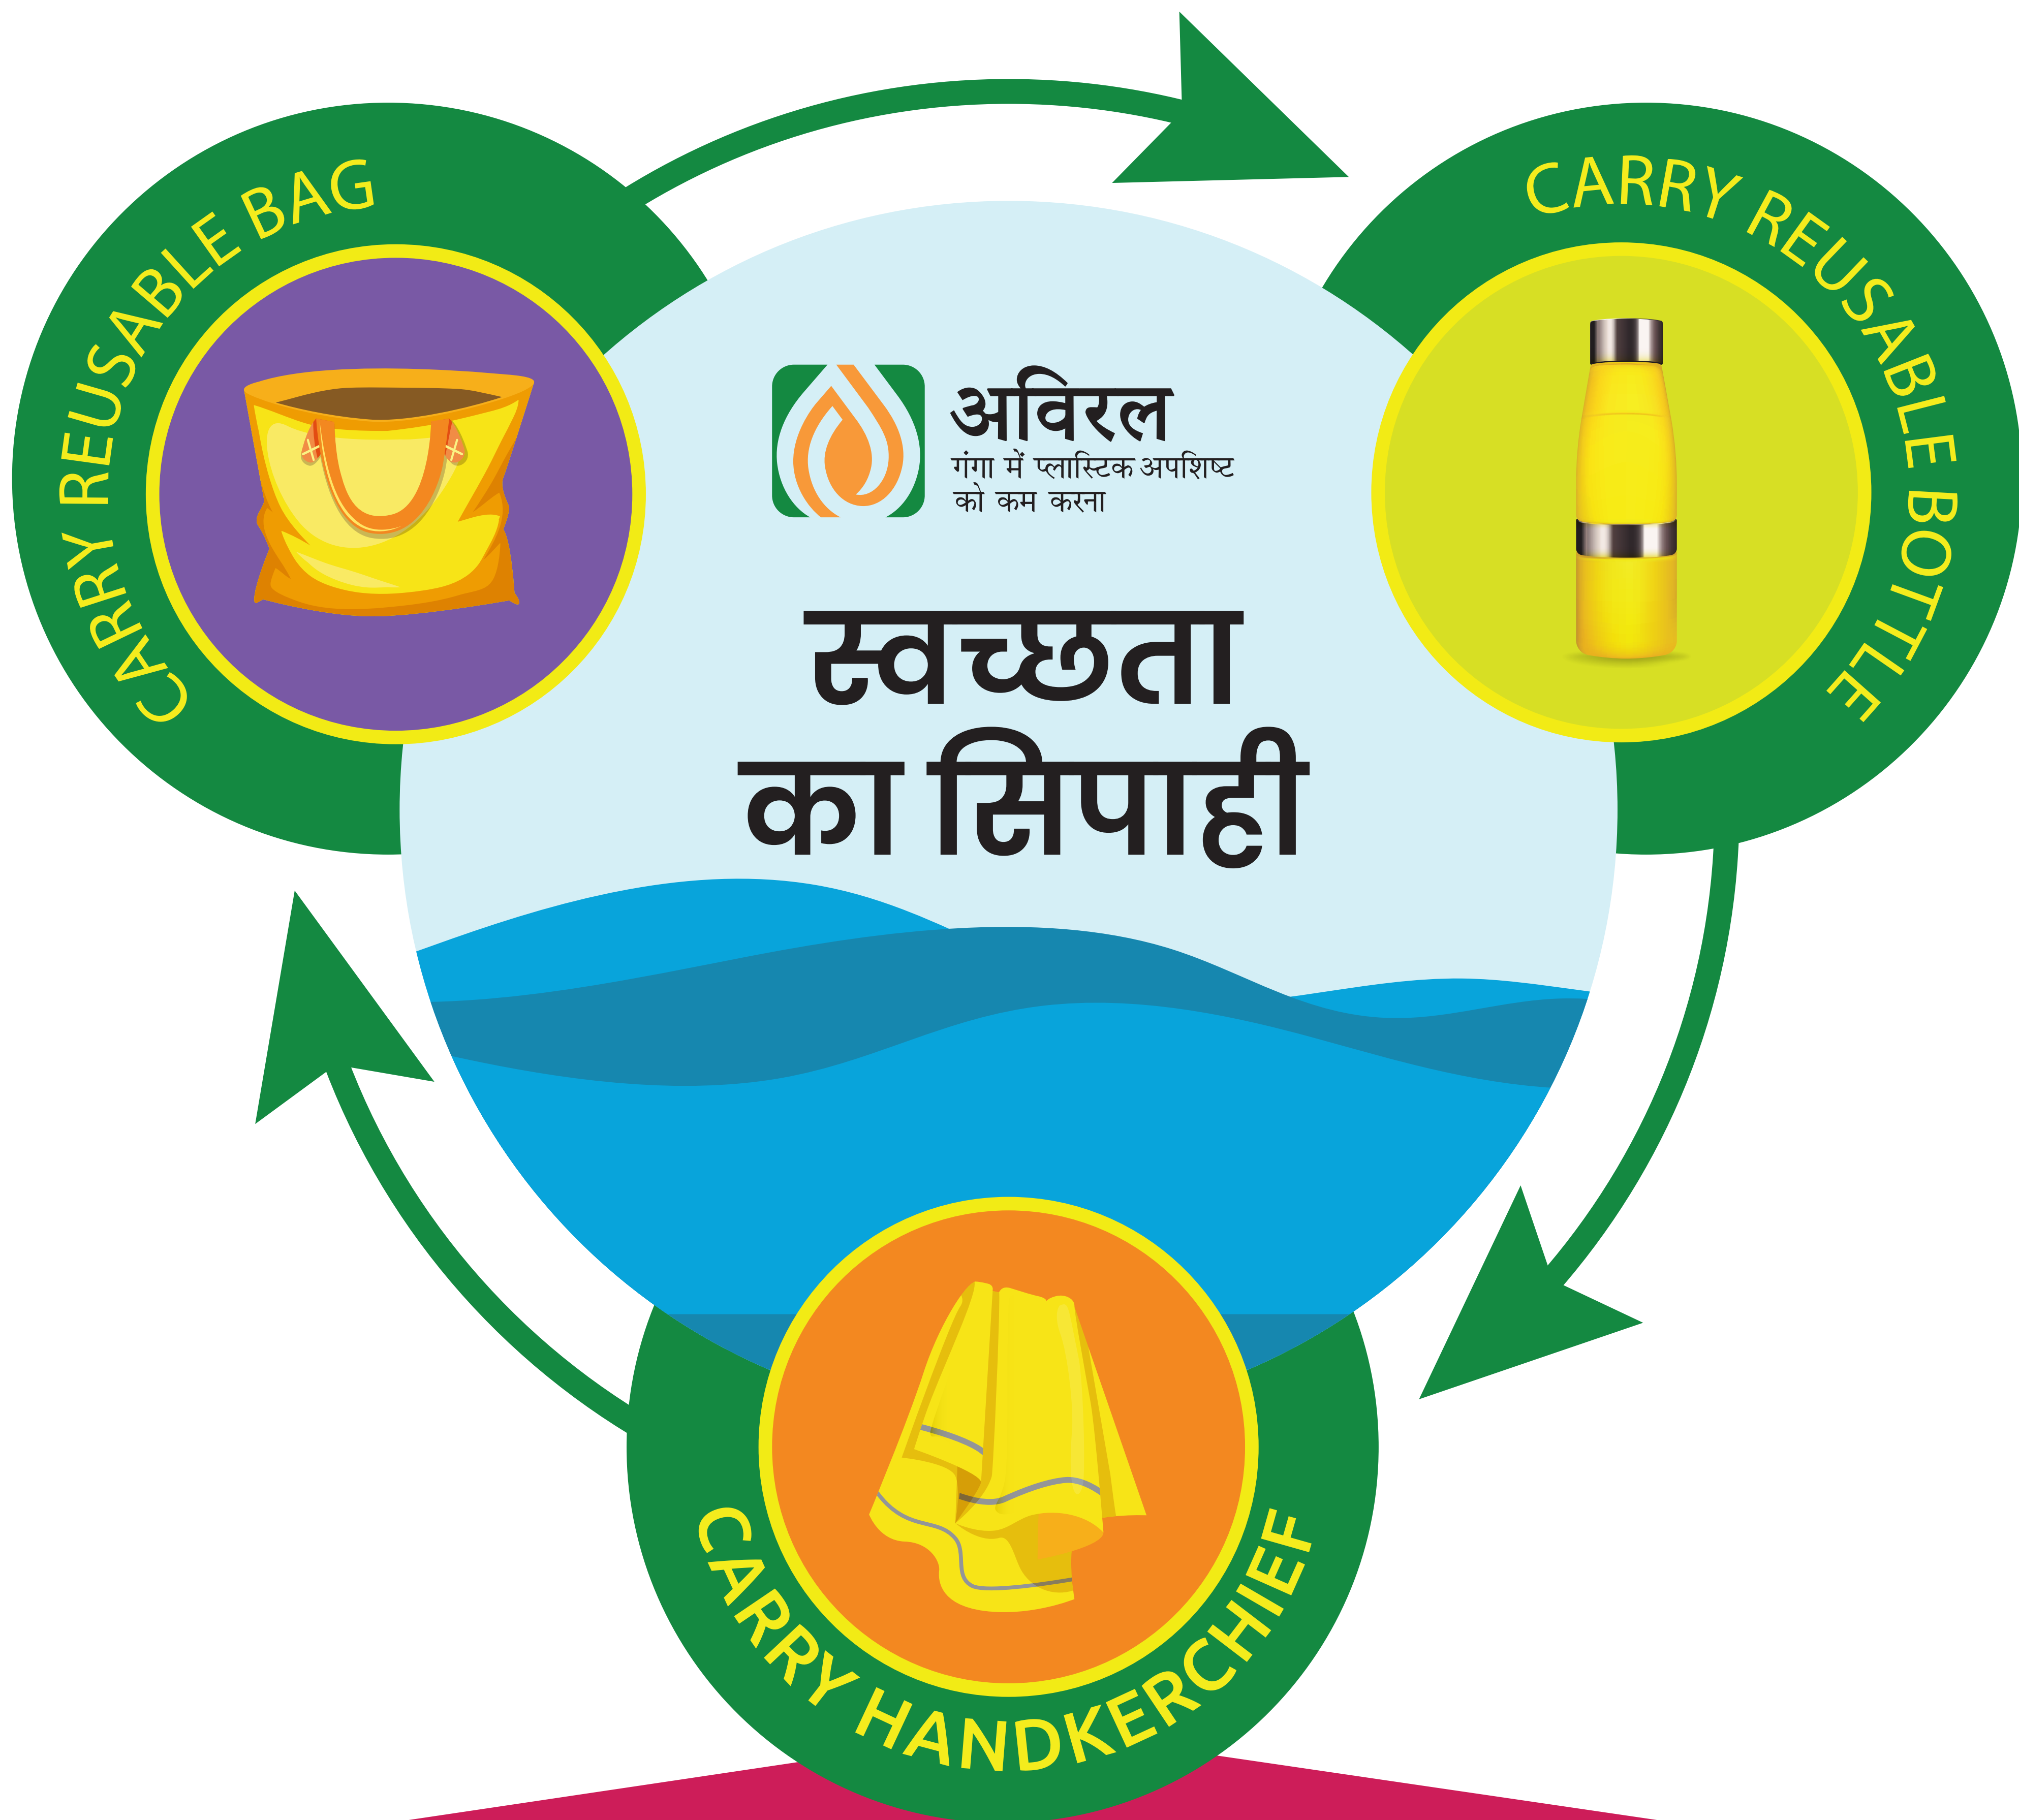 CARRY REUSABLE BAG
CARRY REUSABLE BOTTLE
अविरल
गंगा में प्लास्टिक अपशिष्ट
को कम करना
स्वच्छता
का सिपाही
CARRY HANDKERCHIEF